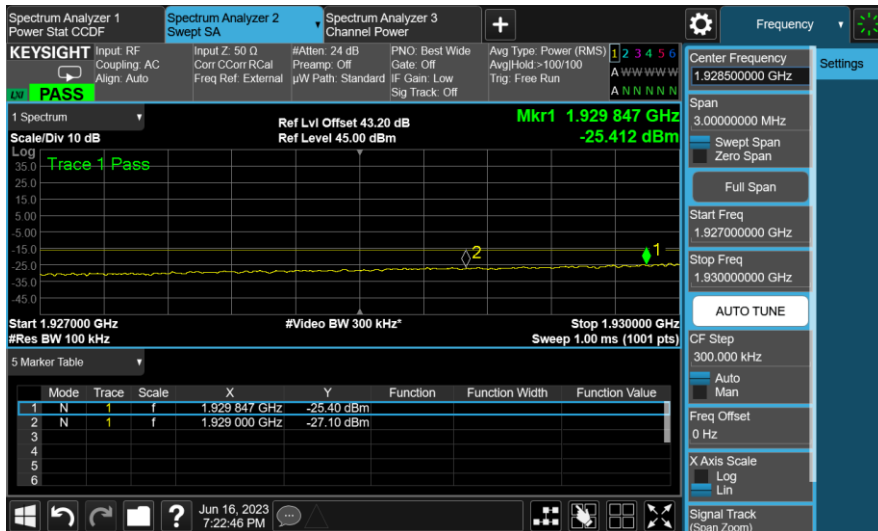 Spectrum Analyzer 1
Power Stat CCDF
Spectrum Analyzer 2
Swept SA
Spectrum Analyzer 3
Channel Power
Frequency
KEYSIGHT
LXI
PASS
Input: RF
Coupling: AC
Align: Auto
Input Z: 50 Ω
Corr CCorr RCal
Freq Ref: External
#Atten: 24 dB
Preamp: Off
µW Path: Standard
PNO: Best Wide
Gate: Off
IF Gain: Low
Sig Track: Off
Avg Type: Power (RMS)
Avg|Hold:>100/100
Trig: Free Run
1 2 3 4 5 6
A W W W W W
A N N N N N
1 Spectrum
Scale/Div 10 dB
Ref Lvl Offset 43.20 dB
Ref Level 45.00 dBm
Mkr1 1.929 847 GHz
-25.412 dBm
Log
Trace 1 Pass
35.0
25.0
15.0
5.00
-5.00
-15.0
-25.0
-35.0
-45.0
2
1
Start 1.927000 GHz
#Res BW 100 kHz
#Video BW 300 kHz*
Stop 1.930000 GHz
Sweep 1.00 ms (1001 pts)
5 Marker Table
Mode Trace Scale X Y Function Function Width Function Value
1 N 1 f 1.929 847 GHz -25.40 dBm
2 N 1 f 1.929 000 GHz -27.10 dBm
3
4
5
6
Jun 16, 2023
7:22:46 PM
Center Frequency
1.928500000 GHz
Span
3.00000000 MHz
Swept Span
Zero Span
Full Span
Start Freq
1.927000000 GHz
Stop Freq
1.930000000 GHz
AUTO TUNE
CF Step
300.000 kHz
Auto
Man
Freq Offset
0 Hz
X Axis Scale
Log
Lin
Signal Track
(Span Zoom)
Settings